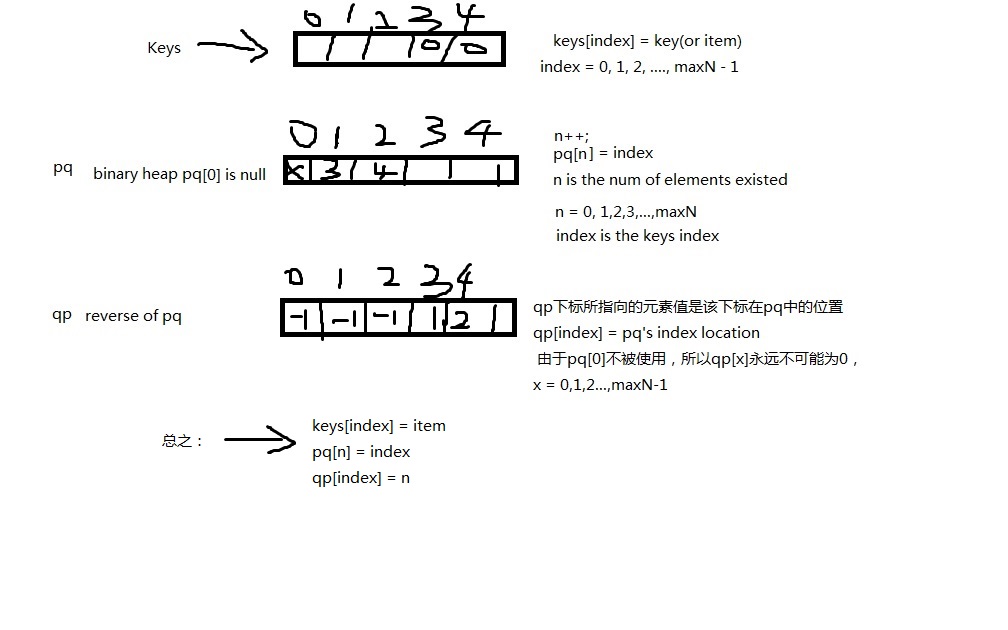 0 1 2 3 4
Keys
0 0
keys[index] = key(or item)
index = 0, 1, 2, ...., maxN - 1
0 1 2 3 4
pq binary heap pq[0] is null
x 3 4
n++;
pq[n] = index
n is the num of elements existed
n = 0, 1,2,3,...,maxN
index is the keys index
0 1 2 3 4
qp reverse of pq
-1 -1 -1 1 2
qp下标所指向的元素值是该下标在pq中的位置
qp[index] = pq's index location
由于pq[0]不被使用，所以qp[x]永远不可能为0，
x = 0,1,2...,maxN-1
总之：
keys[index] = item
pq[n] = index
qp[index] = n